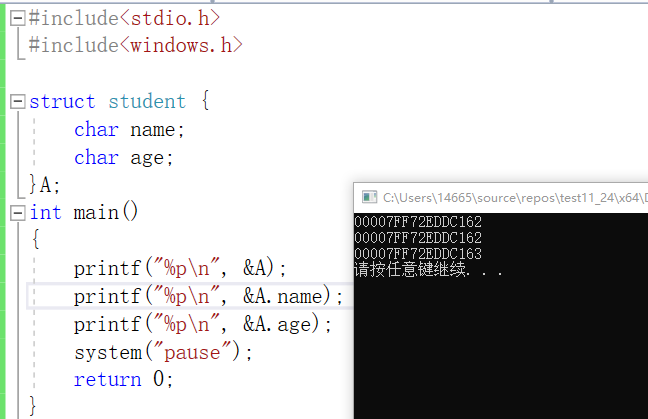 #include<stdio.h>
#include<windows.h>
struct student {
char name;
char age;
}A;
int main()
{
printf("%p\n", &A);
printf("%p\n", &A.name);
printf("%p\n", &A.age);
system("pause");
return 0;
}
C:\Users\14665\source\repos\test11_24\x64\D
00007FF72EDDC162
00007FF72EDDC162
00007FF72EDDC163
请按任意键继续. . .